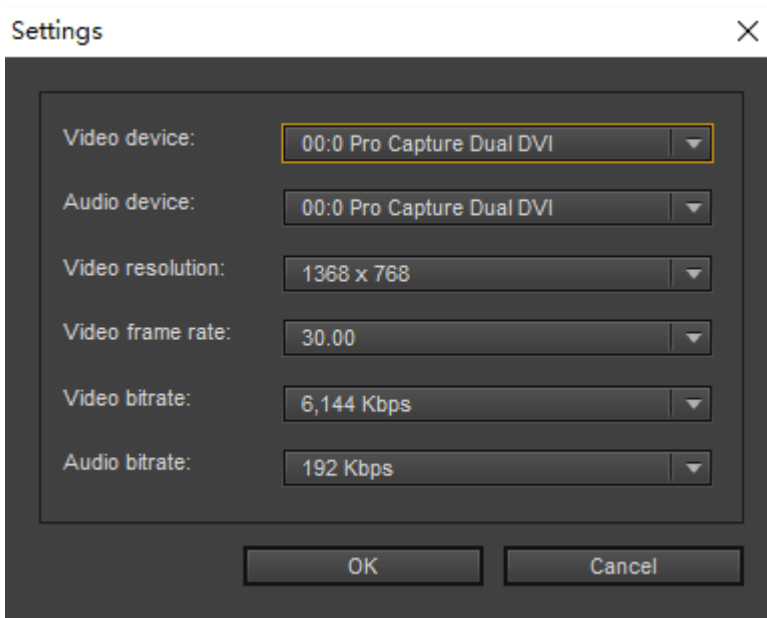 Settings
Video device: 00:0 Pro Capture Dual DVI
Audio device: 00:0 Pro Capture Dual DVI
Video resolution: 1368 x 768
Video frame rate: 30.00
Video bitrate: 6,144 Kbps
Audio bitrate: 192 Kbps
OK Cancel